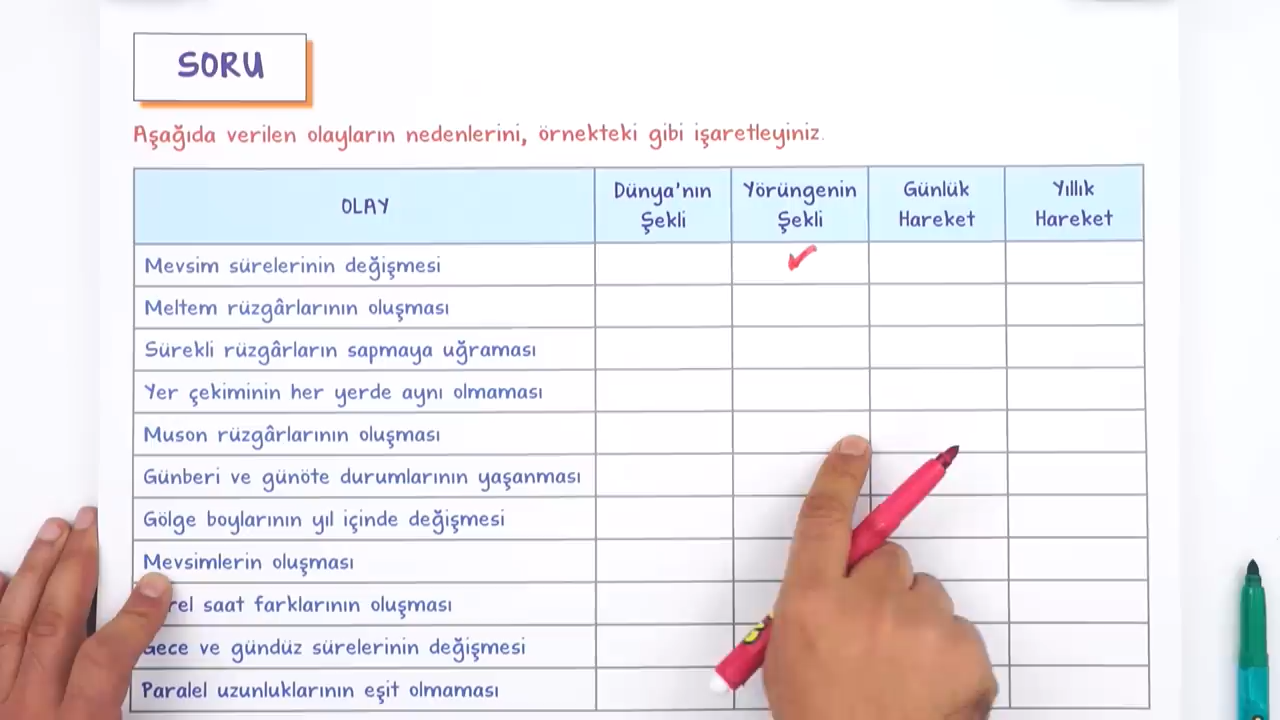 SORU
Aşağıda verilen olayların nedenlerini, örnekteki gibi işaretleyiniz.
OLAY
Dünya'nın
Şekli
Yörüngenin
Şekli
Günlük
Hareket
Yıllık
Hareket
Mevsim sürelerinin değişmesi
Meltem rüzgârlarının oluşması
Sürekli rüzgârların sapmaya uğraması
Yer çekiminin her yerde aynı olmaması
Muson rüzgârlarının oluşması
Günberi ve günöte durumlarının yaşanması
Gölge boylarının yıl içinde değişmesi
Mevsimlerin oluşması
saat farklarının oluşması
Gece ve gündüz sürelerinin değişmesi
Paralel uzunluklarının eşit olmaması